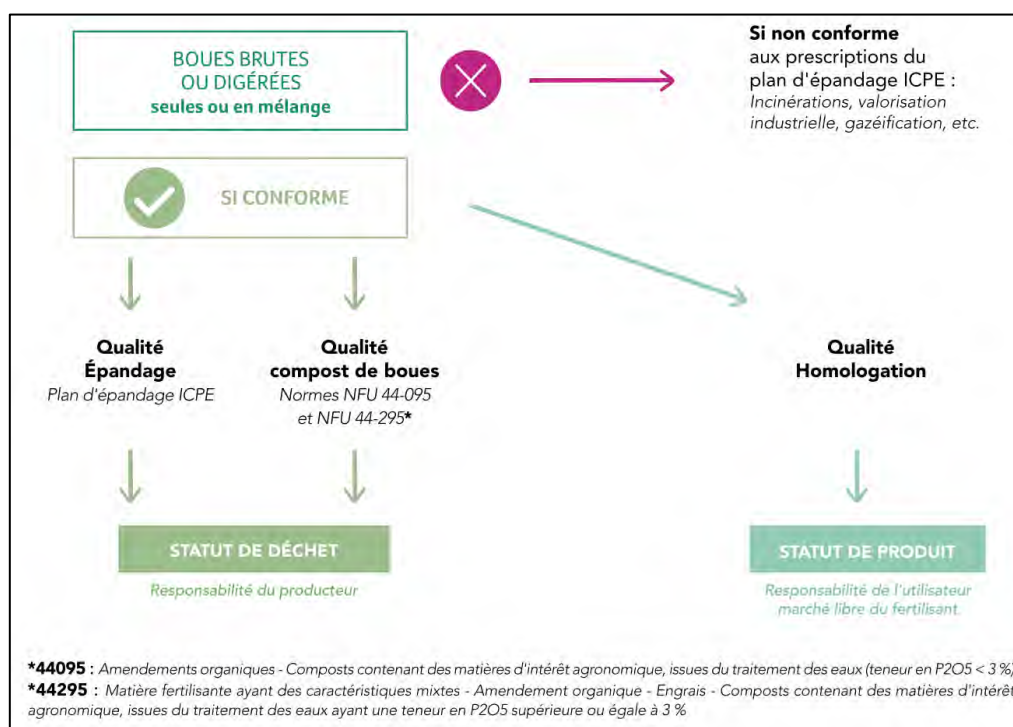 BOUES BRUTES
OU DIGÉRÉES
seules ou en mélange
Si non conforme
aux prescriptions du
plan d'épandage ICPE :
Incinérations, valorisation
industrielle, gazéification, etc.
SI CONFORME
Qualité
Épandage
Plan d'épandage ICPE
Qualité
compost de boues
Normes NFU 44-095
et NFU 44-295*
Qualité
Homologation
STATUT DE DÉCHET
Responsabilité du producteur
STATUT DE PRODUIT
Responsabilité de l'utilisateur
marché libre du fertilisant
*44095 : Amendements organiques - Composts contenant des matières d'intérêt agronomique, issues du traitement des eaux (teneur en P2O5 < 3 %)
*44295 : Matière fertilisante ayant des caractéristiques mixtes - Amendement organique - Engrais - Composts contenant des matières d'intérêt
agronomique, issues du traitement des eaux ayant une teneur en P2O5 supérieure ou égale à 3 %